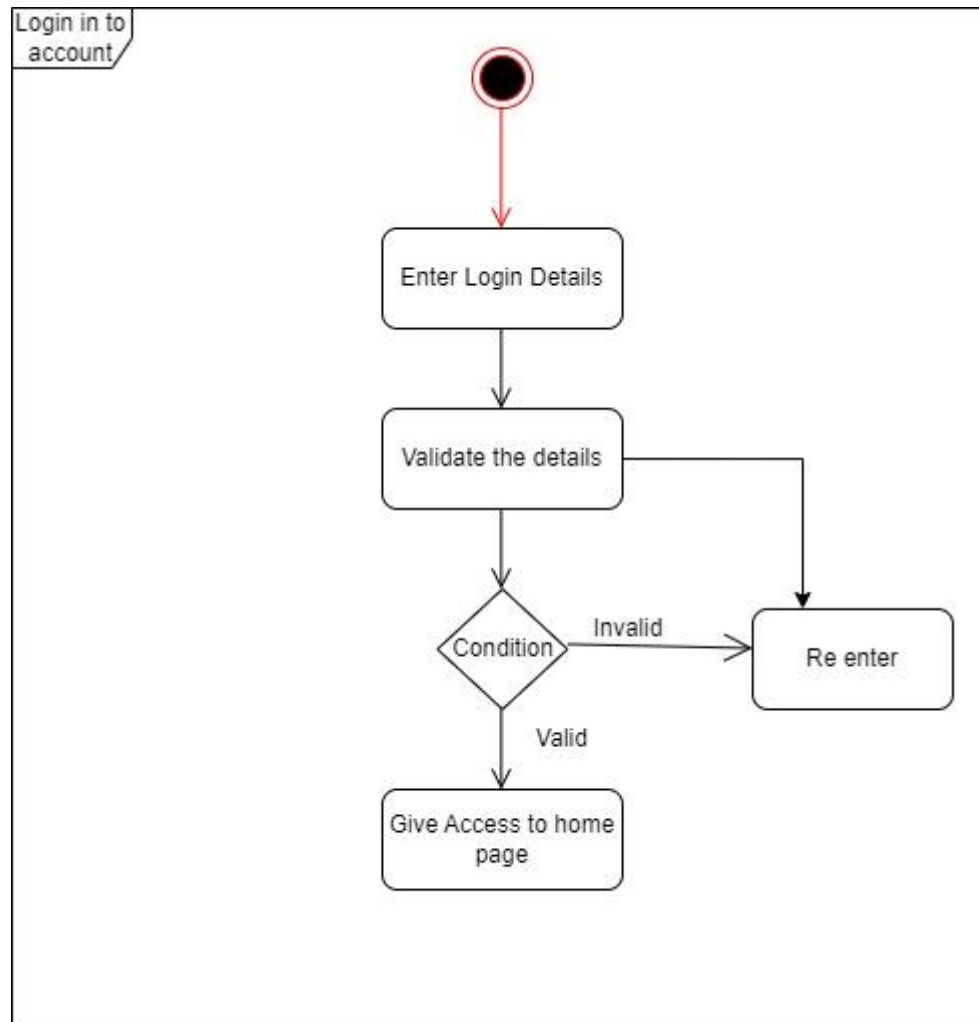 Login in to
account
Enter Login Details
Validate the details
Condition
Invalid
Re enter
Valid
Give Access to home
page